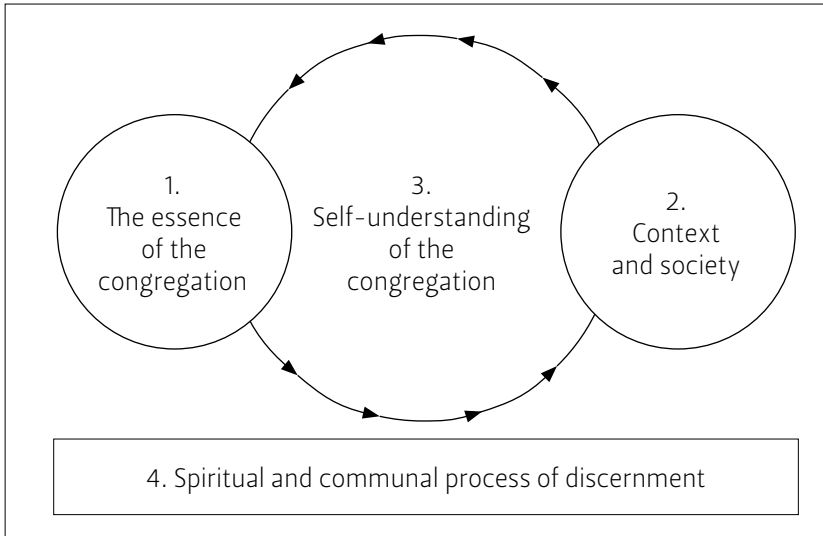 1.
The essence
of the
congregation
3.
Self-understanding
of the
congregation
2.
Context
and society
4. Spiritual and communal process of discernment